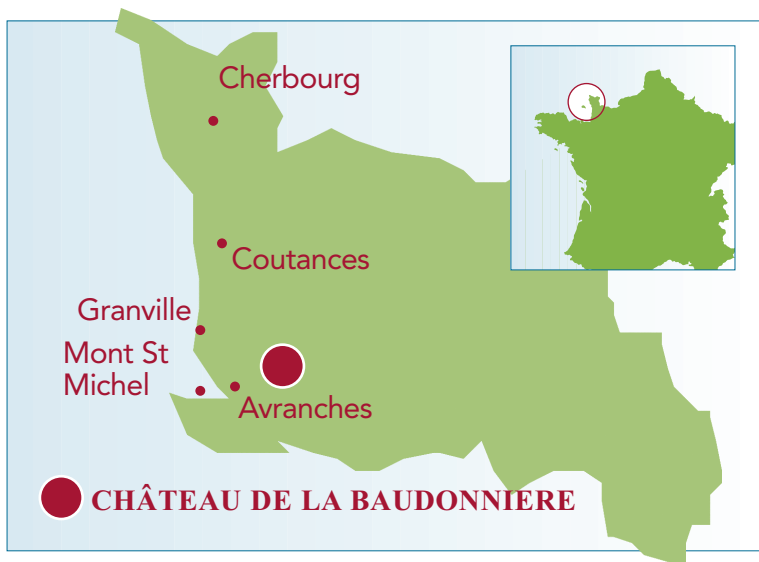 Cherbourg
Coutances
Granville
Mont St
Michel
Avranches
CHÂTEAU DE LA BAUDONNIERE